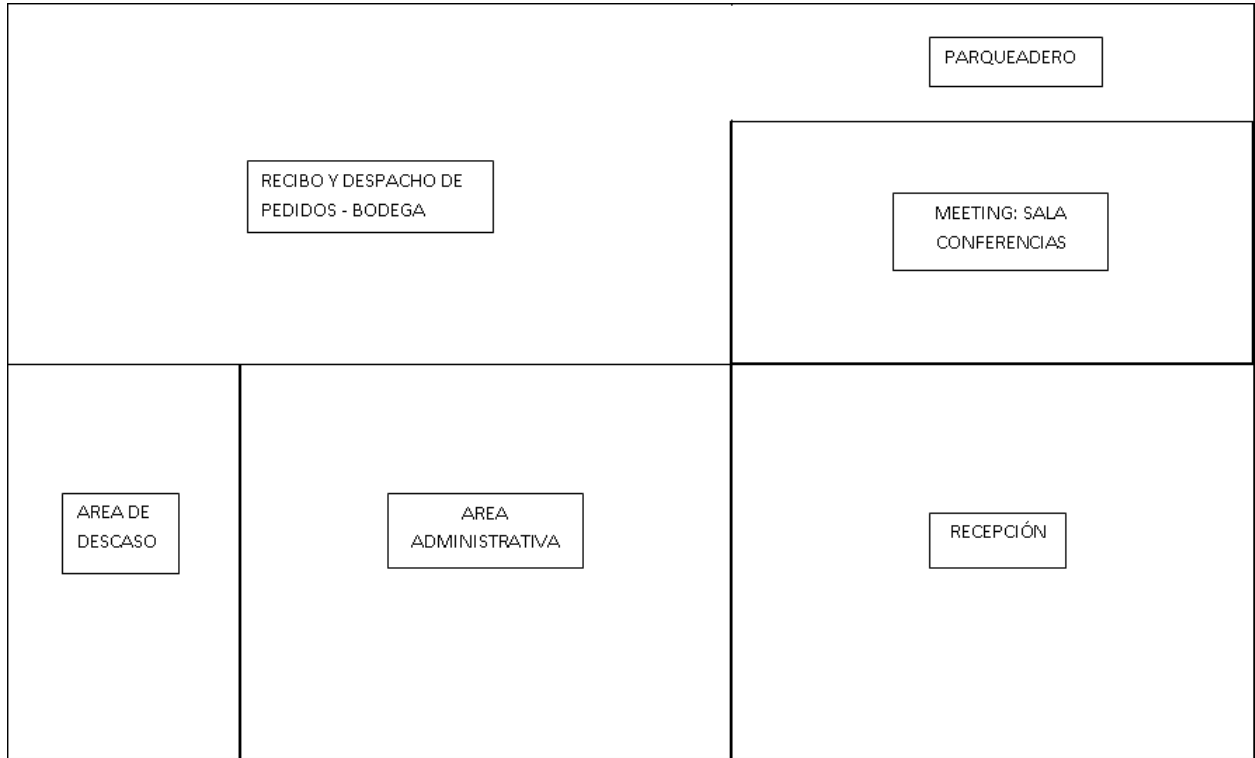 PARQUEADERO
RECIBO Y DESPACHO DE
PEDIDOS - BODEGA
MEETING: SALA
CONFERENCIAS
AREA DE
DESCASO
AREA
ADMINISTRATIVA
RECEPCIÓN